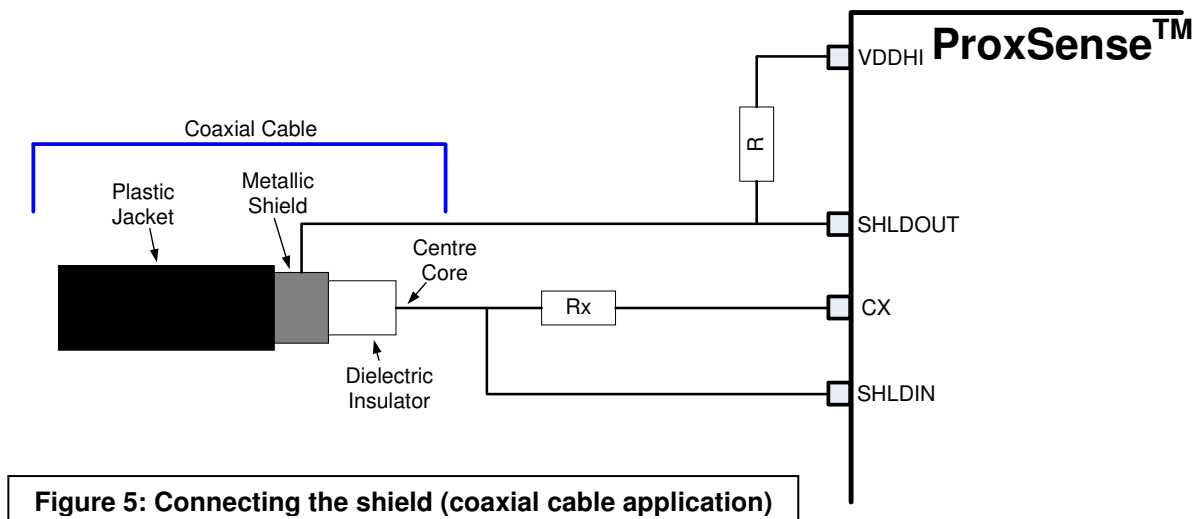 ProxSense™
VDDHI
R
Coaxial Cable
Plastic
Jacket
Metallic
Shield
SHLDOUT
Centre
Core
Rx
CX
Dielectric
Insulator
SHLDIN
Figure 5: Connecting the shield (coaxial cable application)